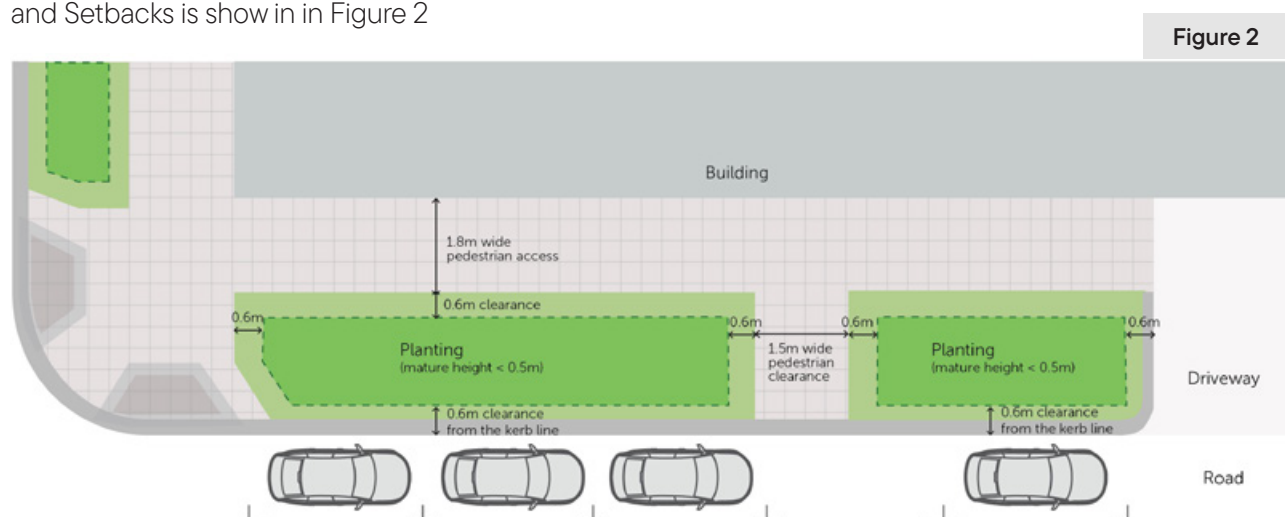 and Setbacks is show in in Figure 2
Figure 2
Building
1.8m wide
pedestrian access
0.6m clearance
0.6m
0.6m
0.6m
0.6m
Planting
(mature height < 0.5m)
1.5m wide
pedestrian
clearance
Planting
(mature height < 0.5m)
Driveway
0.6m clearance
from the kerb line
0.6m clearance
from the kerb line
Road